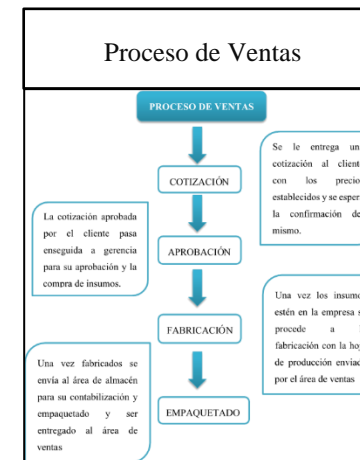 Proceso de Ventas
PROCESO DE VENTAS
COTIZACIÓN
Se le entrega un
cotización al client
con los precio
establecidos y se esper
la confirmación de
mismo.
La cotización aprobada
por el cliente pasa
enseguida a gerencia
para su aprobación y la
compra de insumos.
APROBACIÓN
FABRICACIÓN
Una vez los insumo
estén en la empresa s
procede a
fabricación con la hoj
de producción enviad
por el área de ventas
Una vez fabricados se
envía al área de almacén
para su contabilización y
empaquetado y ser
entregado al área de
ventas
EMPAQUETADO